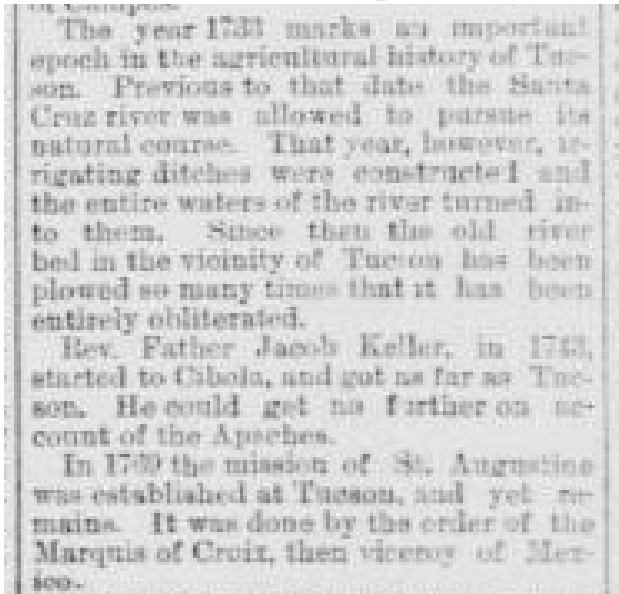 of Campos.
The year 1733 marks an important
epoch in the agricultural history of Tuc-
son. Previous to that date the Santa
Cruz river was allowed to pursue its
natural course. That year, however, ir-
rigating ditches were constructed and
the entire waters of the river turned in-
to them. Since then the old river
bed in the vicinity of Tucson has been
plowed so many times that it has been
entirely obliterated.
Rev. Father Jacob Keller, in 1743,
started to Cibola, and got as far as Tuc-
son. He could get no further on ac-
count of the Apaches.
In 1769 the mission of St. Augustine
was established at Tucson, and yet re-
mains. It was done by the order of the
Marquis of Croix, then viceroy of Mex-
ico.